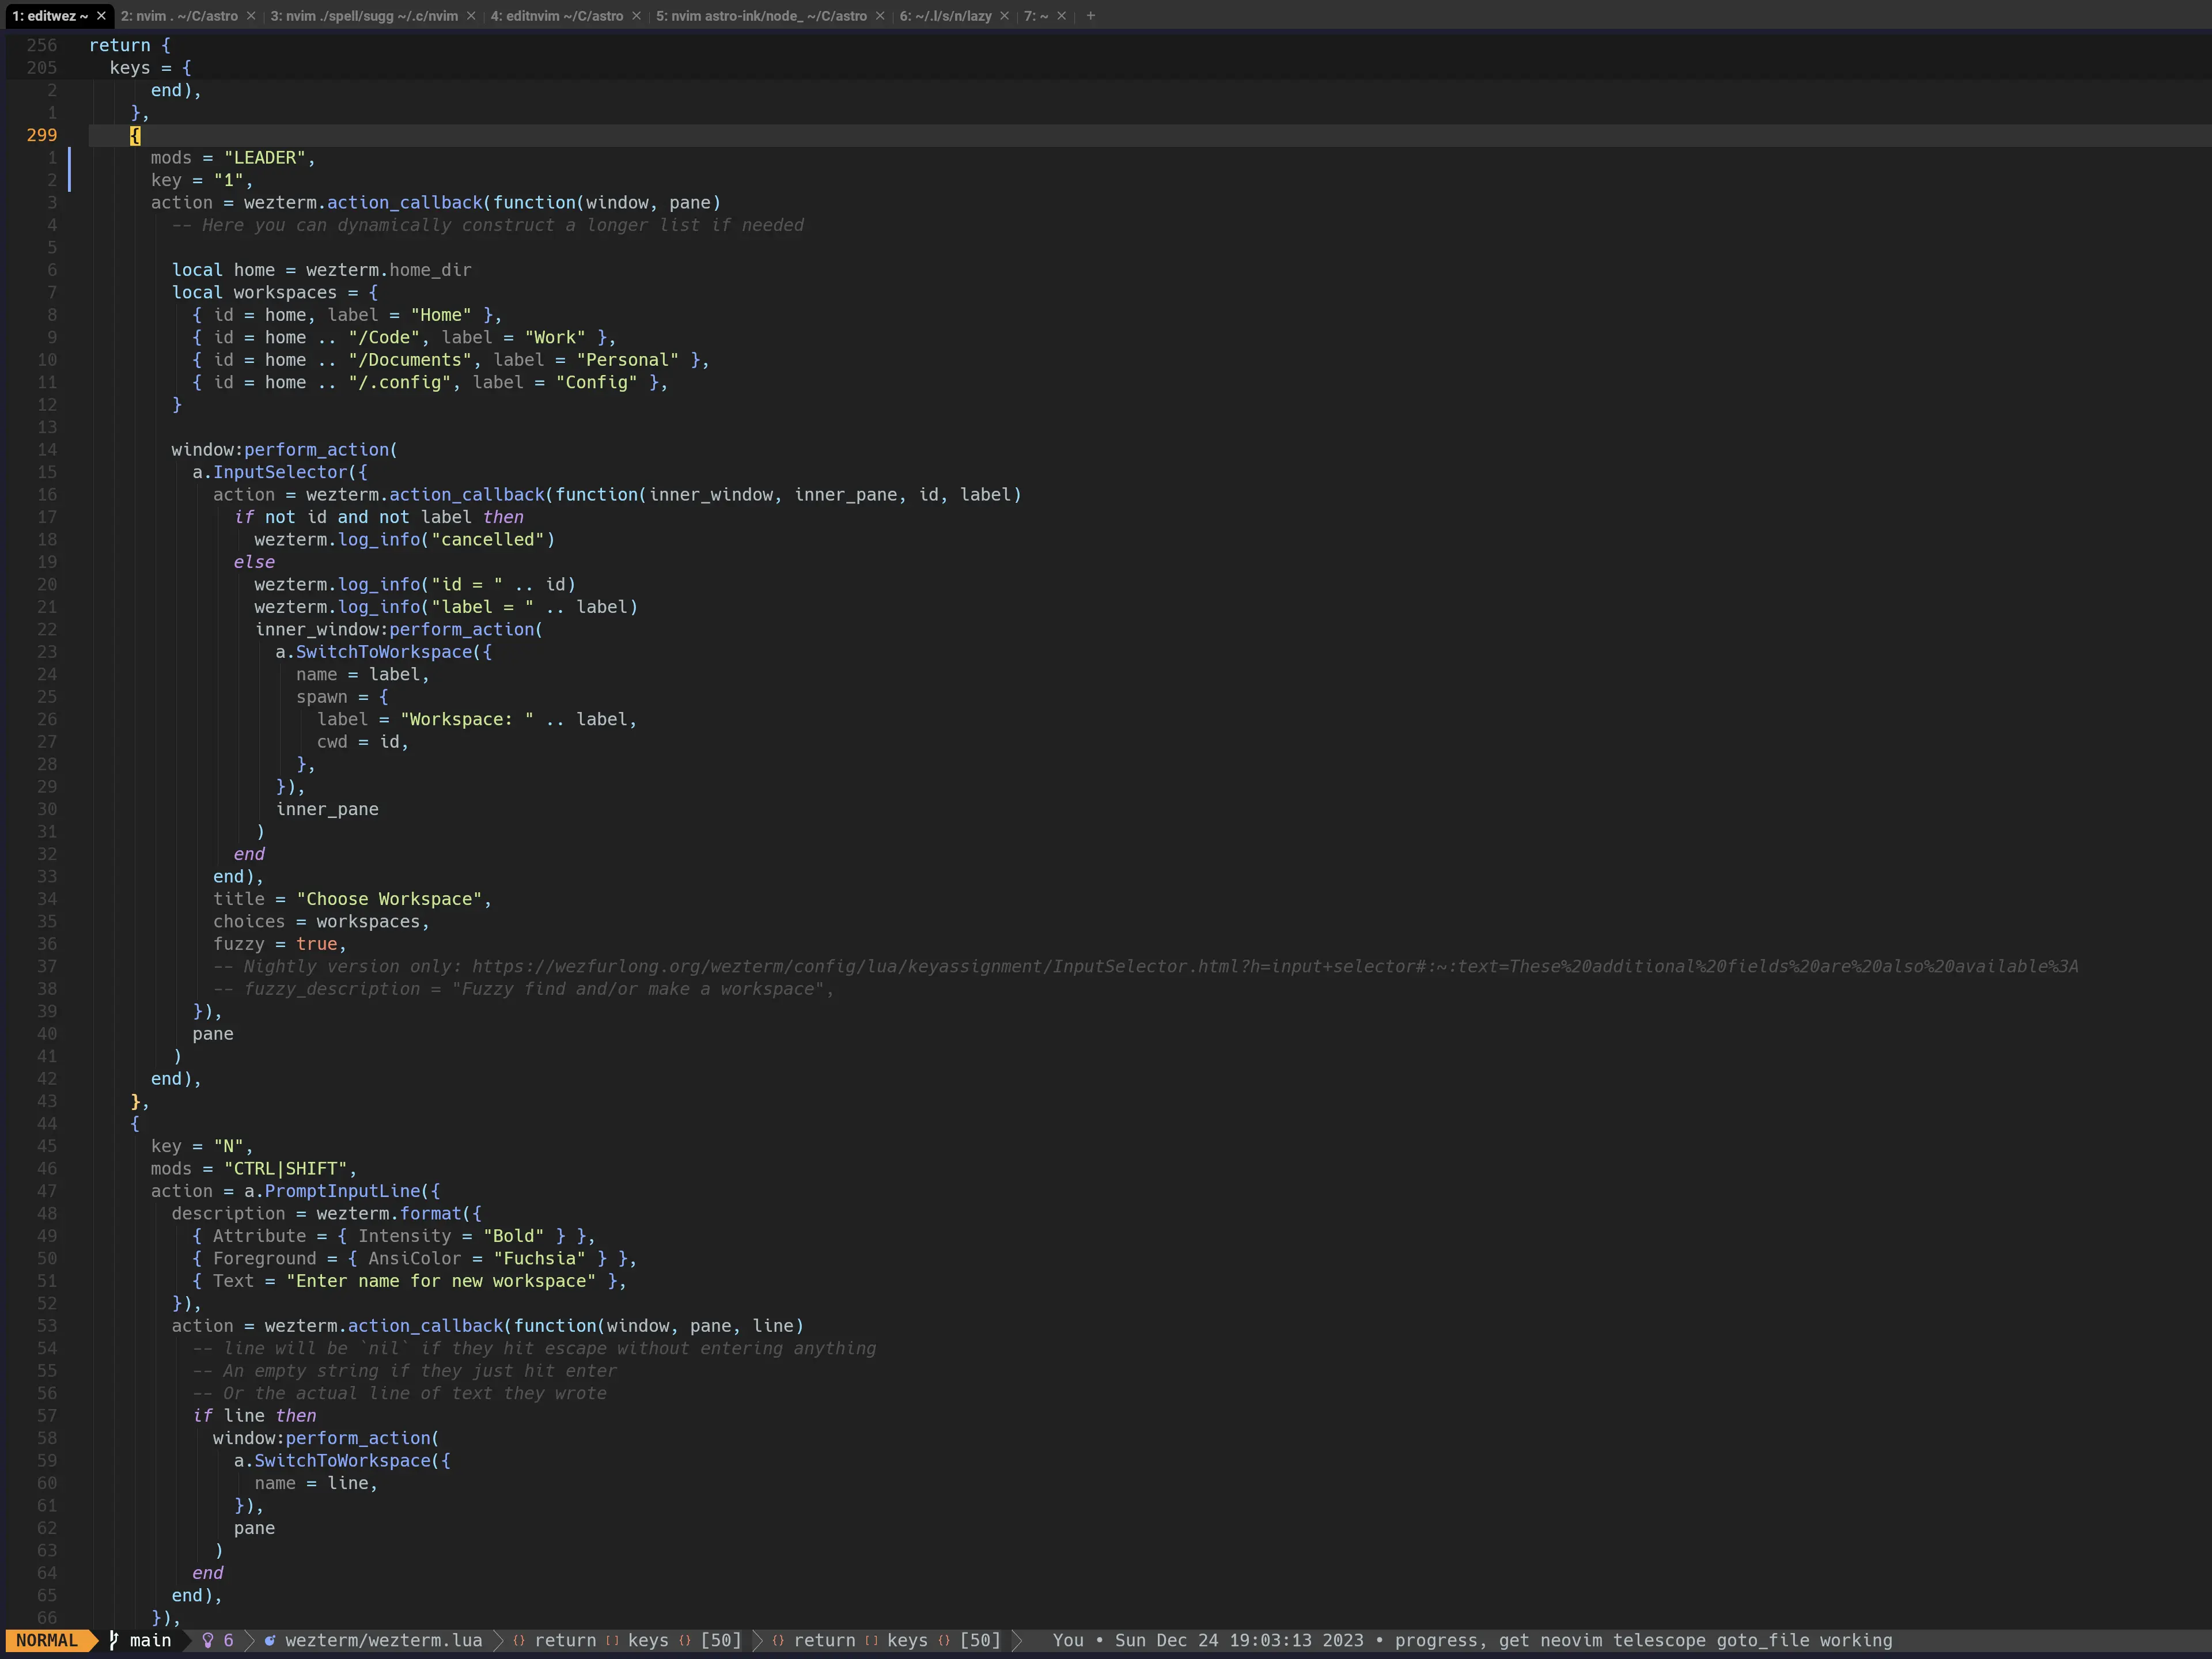 1: editwez ~ × 2: nvim . ~/C/astro × 3: nvim ./spell/sugg ~/.c/nvim × 4: editnvim ~/C/astro × 5: nvim astro-ink/node_ ~/C/astro × 6: ~/.l/s/n/lazy × 7: ~ × +
256 return {
205 keys = {
2 end),
1 },
299 {
1 mods = "LEADER",
2 key = "1",
3 action = wezterm.action_callback(function(window, pane)
4 -- Here you can dynamically construct a longer list if needed
5
6 local home = wezterm.home_dir
7 local workspaces = {
8 { id = home, label = "Home" },
9 { id = home .. "/Code", label = "Work" },
10 { id = home .. "/Documents", label = "Personal" },
11 { id = home .. "/.config", label = "Config" },
12 }
13
14 window:perform_action(
15 a.InputSelector({
16 action = wezterm.action_callback(function(inner_window, inner_pane, id, label)
17 if not id and not label then
18 wezterm.log_info("cancelled")
19 else
20 wezterm.log_info("id = " .. id)
21 wezterm.log_info("label = " .. label)
22 inner_window:perform_action(
23 a.SwitchToWorkspace({
24 name = label,
25 spawn = {
26 label = "Workspace: " .. label,
27 cwd = id,
28 },
29 }),
30 inner_pane
31 )
32 end
33 end),
34 title = "Choose Workspace",
35 choices = workspaces,
36 fuzzy = true,
37 -- Nightly version only: https://wezfurlong.org/wezterm/config/lua/keyassignment/InputSelector.html?h=input+selector#:~:text=These%20additional%20fields%20are%20also%20available%3A
38 -- fuzzy_description = "Fuzzy find and/or make a workspace",
39 }),
40 pane
41 )
42 end),
43 },
44 {
45 key = "N",
46 mods = "CTRL|SHIFT",
47 action = a.PromptInputLine({
48 description = wezterm.format({
49 { Attribute = { Intensity = "Bold" } },
50 { Foreground = { AnsiColor = "Fuchsia" } },
51 { Text = "Enter name for new workspace" },
52 }),
53 action = wezterm.action_callback(function(window, pane, line)
54 -- line will be `nil` if they hit escape without entering anything
55 -- An empty string if they just hit enter
56 -- Or the actual line of text they wrote
57 if line then
58 window:perform_action(
59 a.SwitchToWorkspace({
60 name = line,
61 }),
62 pane
63 )
64 end
65 end),
66 }),
NORMAL main 6 wezterm/wezterm.lua {} return [] keys {} [50] {} return [] keys {} [50] You • Sun Dec 24 19:03:13 2023 • progress, get neovim telescope goto_file working